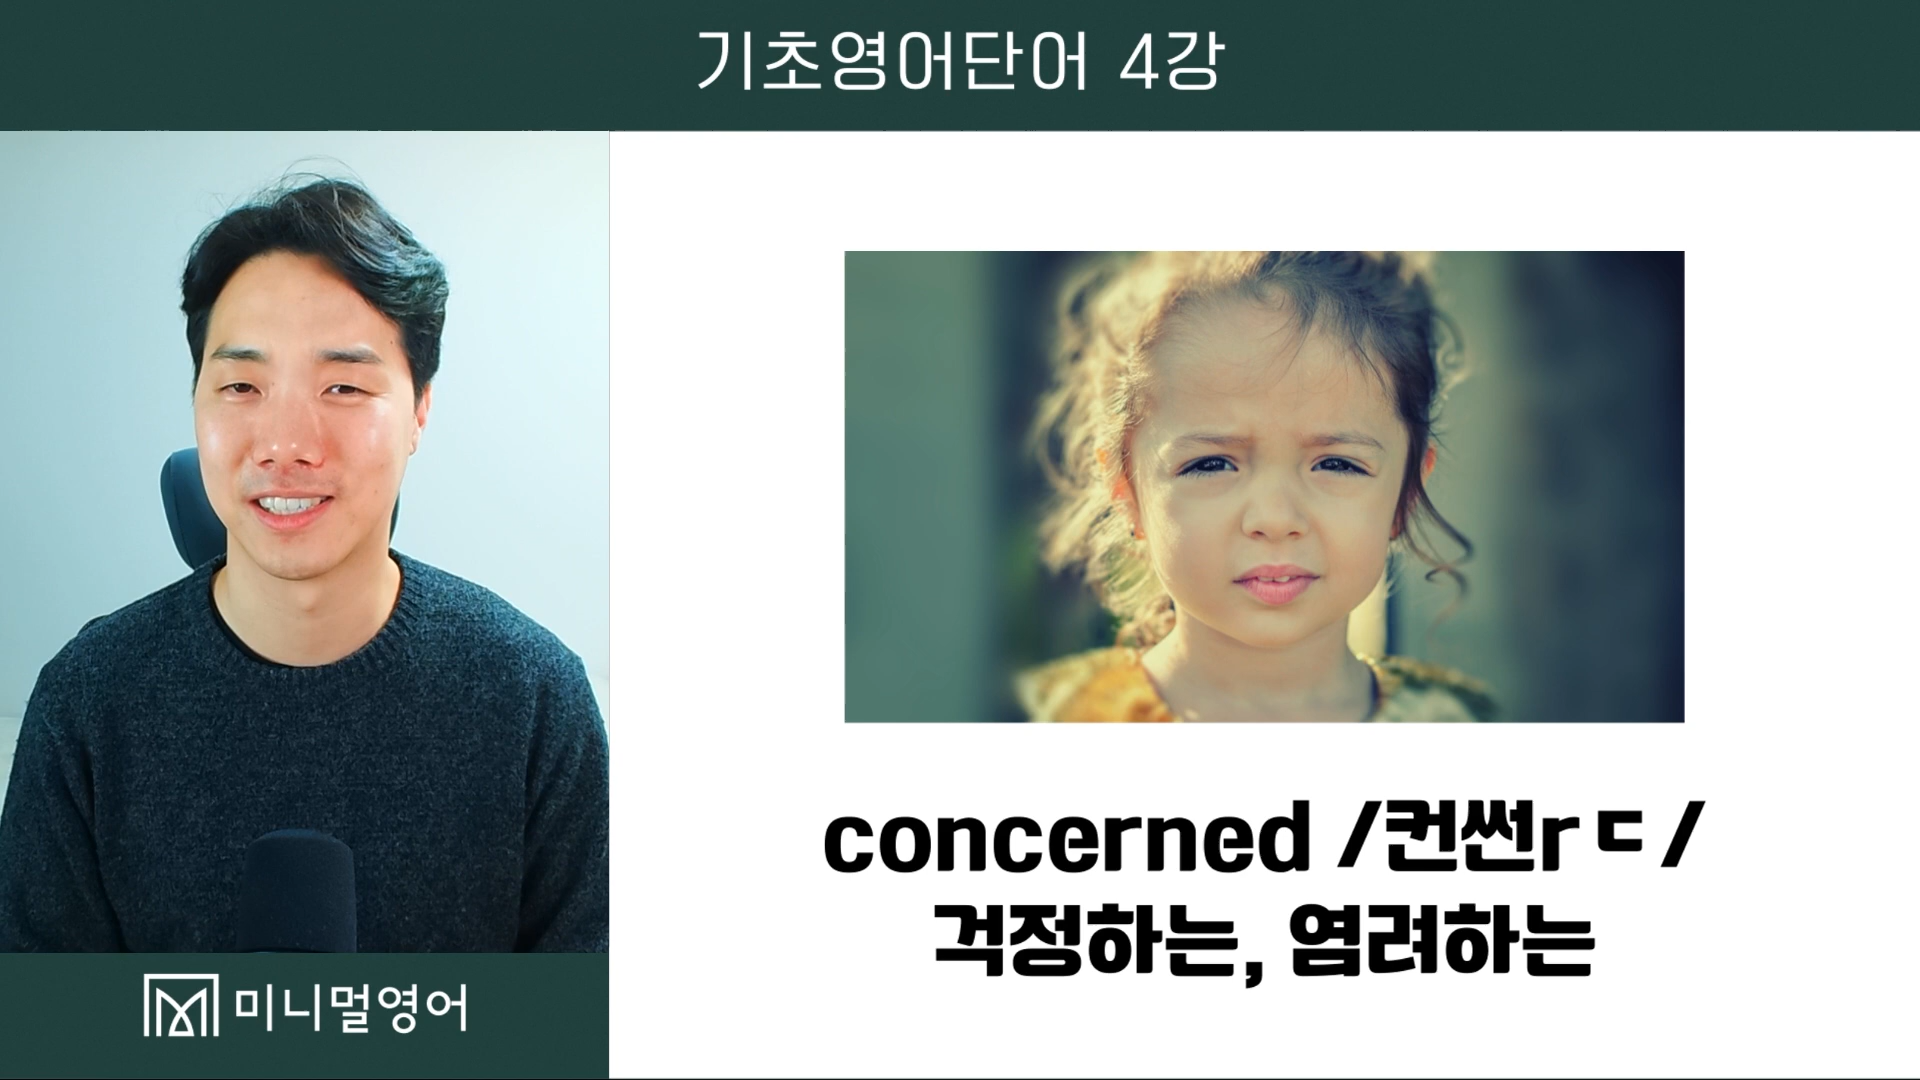 기초영어단어 4강
concerned /컨썬rㄷ/
걱정하는, 염려하는
미니멀영어